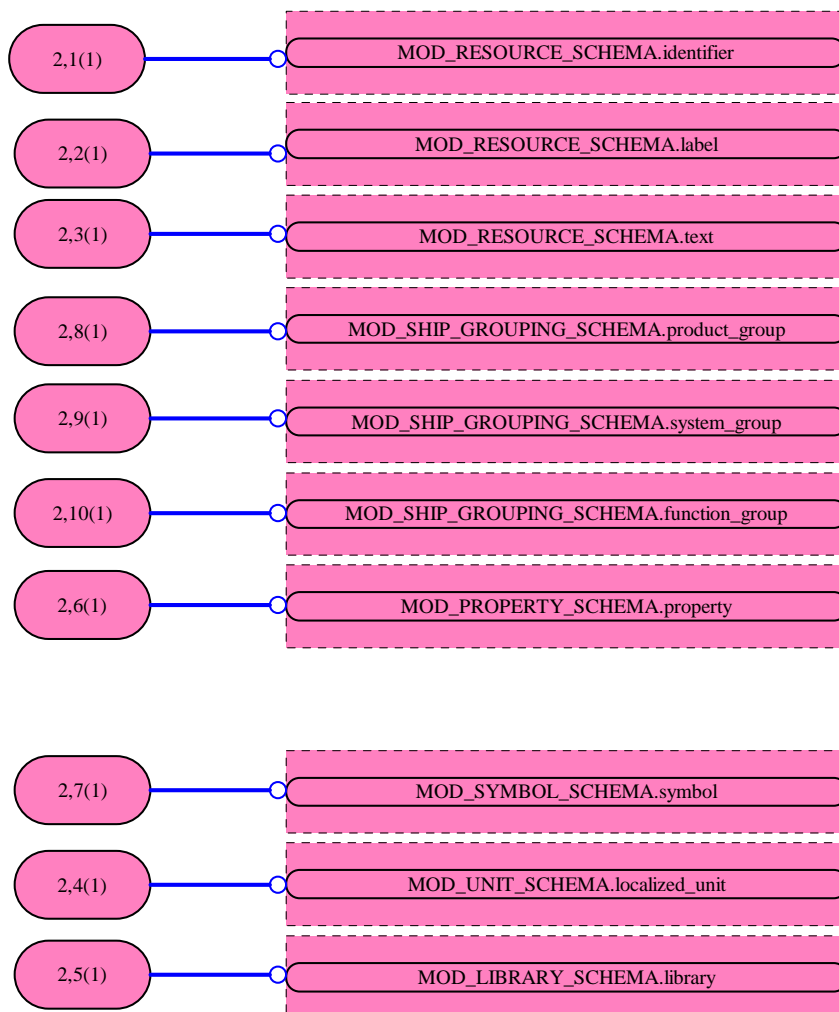 2,1(1) MOD_RESOURCE_SCHEMA.identifier
2,2(1) MOD_RESOURCE_SCHEMA.label
2,3(1) MOD_RESOURCE_SCHEMA.text
2,8(1) MOD_SHIP_GROUPING_SCHEMA.product_group
2,9(1) MOD_SHIP_GROUPING_SCHEMA.system_group
2,10(1) MOD_SHIP_GROUPING_SCHEMA.function_group
2,6(1) MOD_PROPERTY_SCHEMA.property
2,7(1) MOD_SYMBOL_SCHEMA.symbol
2,4(1) MOD_UNIT_SCHEMA.localized_unit
2,5(1) MOD_LIBRARY_SCHEMA.library